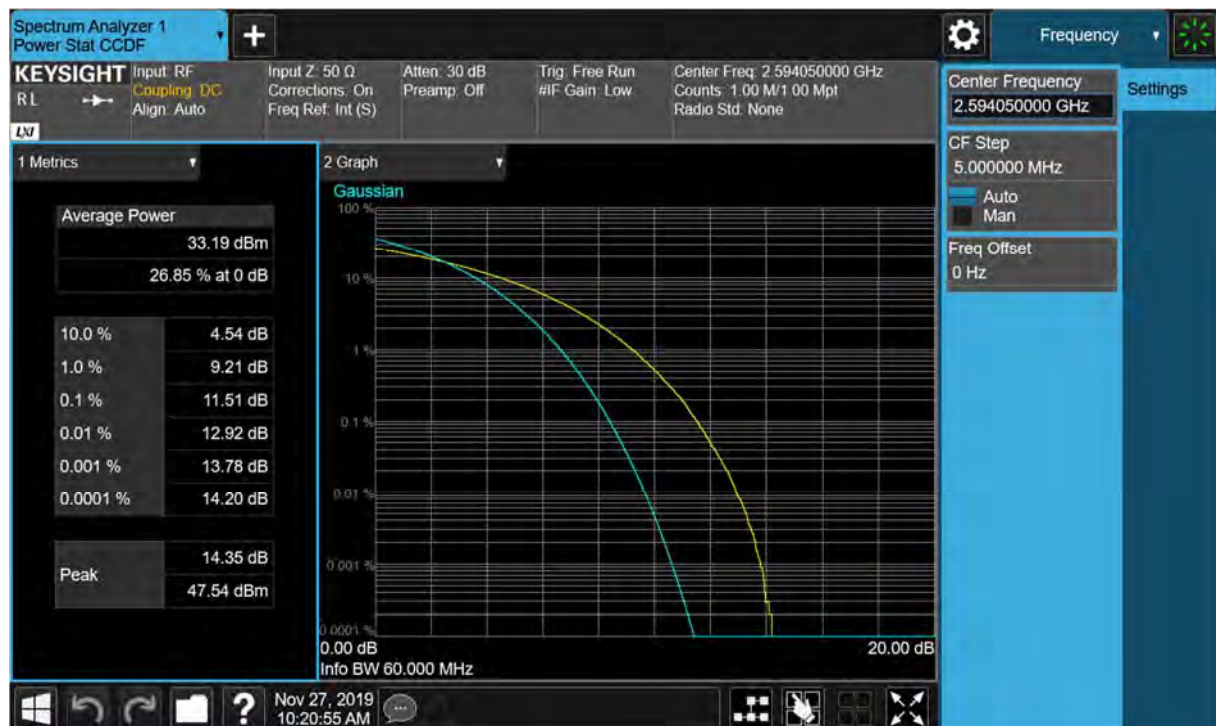 Spectrum Analyzer 1
Power Stat CCDF
+
Frequency
KEYSIGHT
RL
LXI
Input: RF
Coupling: DC
Align: Auto
Input Z: 50 Ω
Corrections: On
Freq Ref: Int (S)
Atten: 30 dB
Preamp: Off
Trig: Free Run
#IF Gain: Low
Center Freq: 2.594050000 GHz
Counts: 1.00 M/1.00 Mpt
Radio Std: None
Center Frequency
2.594050000 GHz
Settings
CF Step
5.000000 MHz
Auto
Man
Freq Offset
0 Hz
1 Metrics
Average Power
33.19 dBm
26.85 % at 0 dB
10.0 % 4.54 dB
1.0 % 9.21 dB
0.1 % 11.51 dB
0.01 % 12.92 dB
0.001 % 13.78 dB
0.0001 % 14.20 dB
Peak
14.35 dB
47.54 dBm
2 Graph
Gaussian
100 %
10 %
1 %
0.1 %
0.01 %
0.001 %
0.0001 %
0.00 dB 20.00 dB
Info BW 60.000 MHz
?
Nov 27, 2019
10:20:55 AM